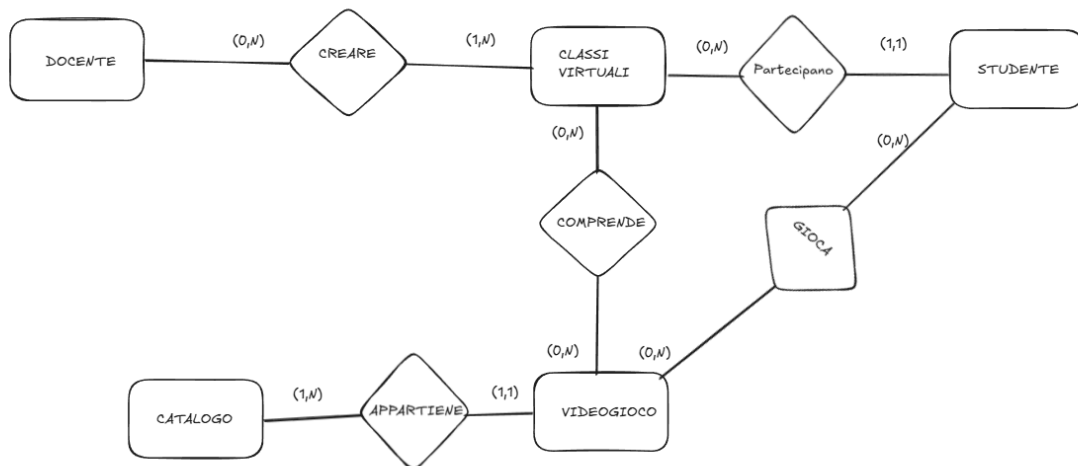 DOCENTE
(0,N)
CREARE
(1,N)
CLASSI
VIRTUALI
(0,N)
Partecipano
(1,1)
STUDENTE
(0,N)
(0,N)
COMPRENDE
GIOCA
(0,N)
(0,N)
CATALOGO
(1,N)
APPARTIENE
(1,1)
VIDEOGIOCO